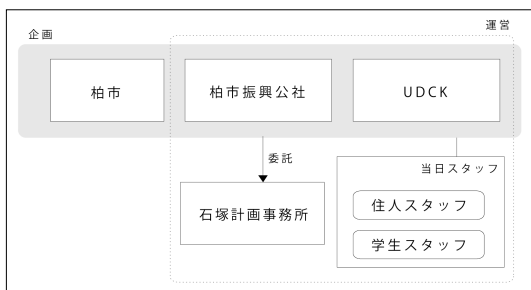 企画
運営
柏市
柏市振興公社
UDCK
委託
当日スタッフ
石塚計画事務所
住人スタッフ
学生スタッフ